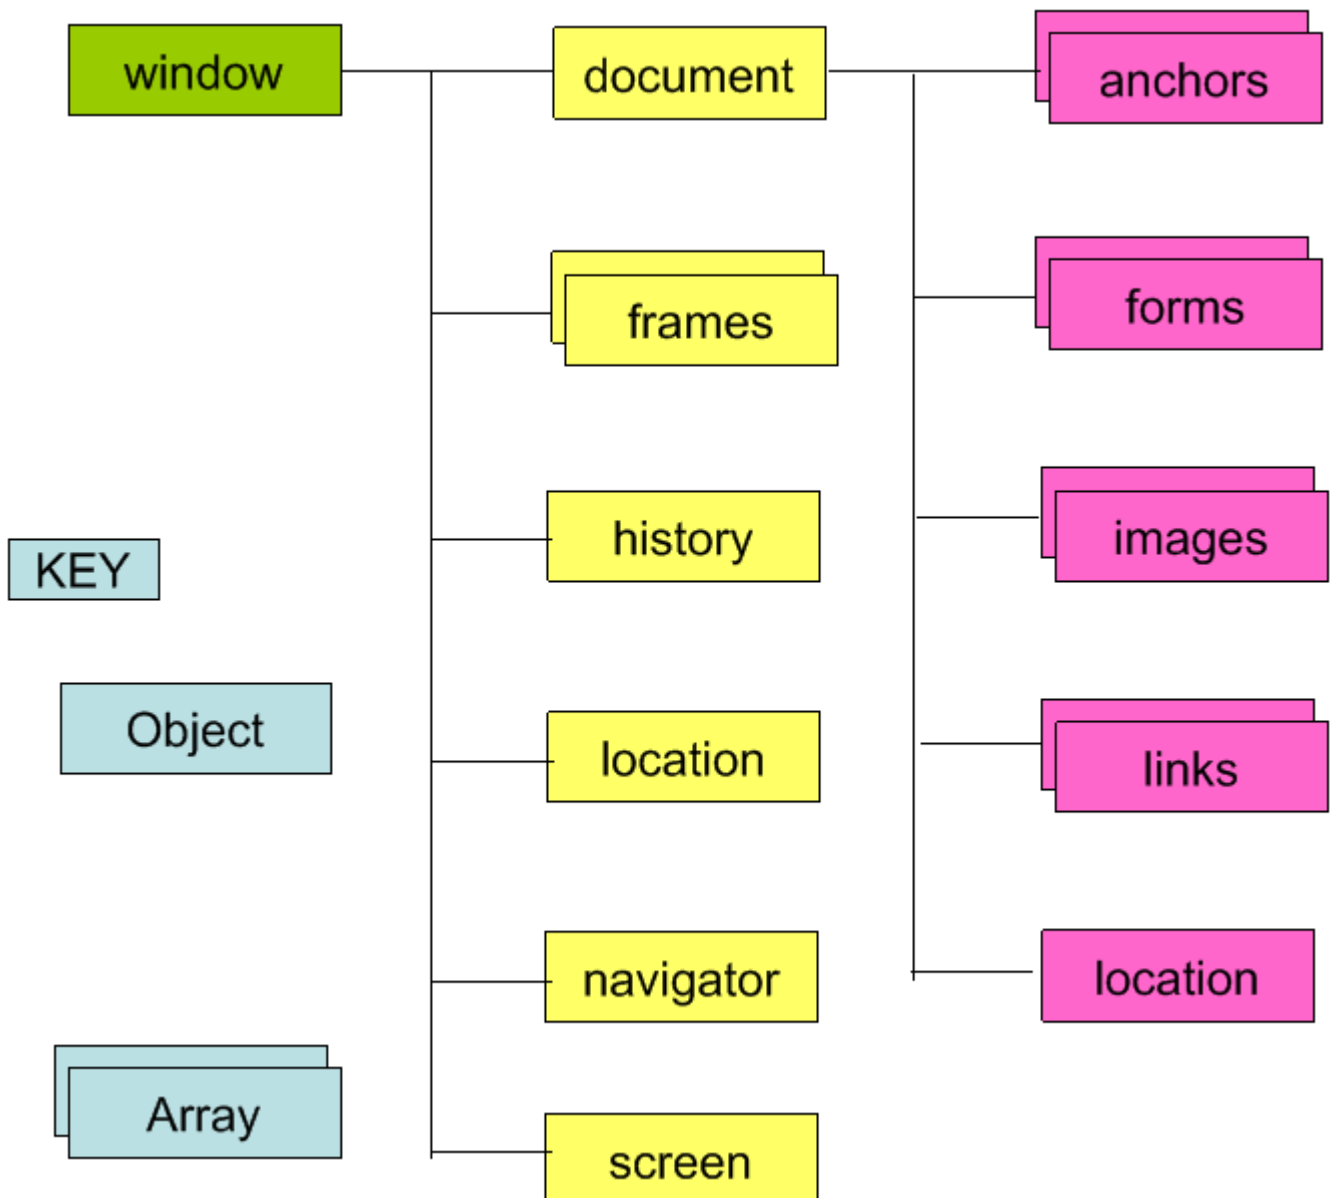 window
document
anchors
frames
forms
history
images
KEY
Object
location
links
navigator
location
Array
screen